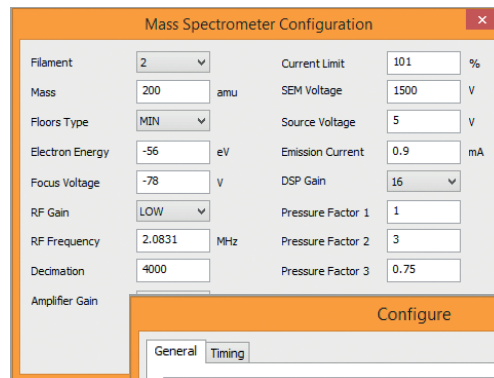 Mass Spectrometer Configuration
Filament 2 Current Limit 101 %
Mass 200 amu SEM Voltage 1500 V
Floors Type MIN Source Voltage 5 V
Electron Energy -56 eV Emission Current 0.9 mA
Focus Voltage -78 V DSP Gain 16
RF Gain LOW Pressure Factor 1 1
RF Frequency 2.0831 MHz Pressure Factor 2 3
Decimation 4000 Pressure Factor 3 0.75
Amplifier Gain
Configure
General Timing